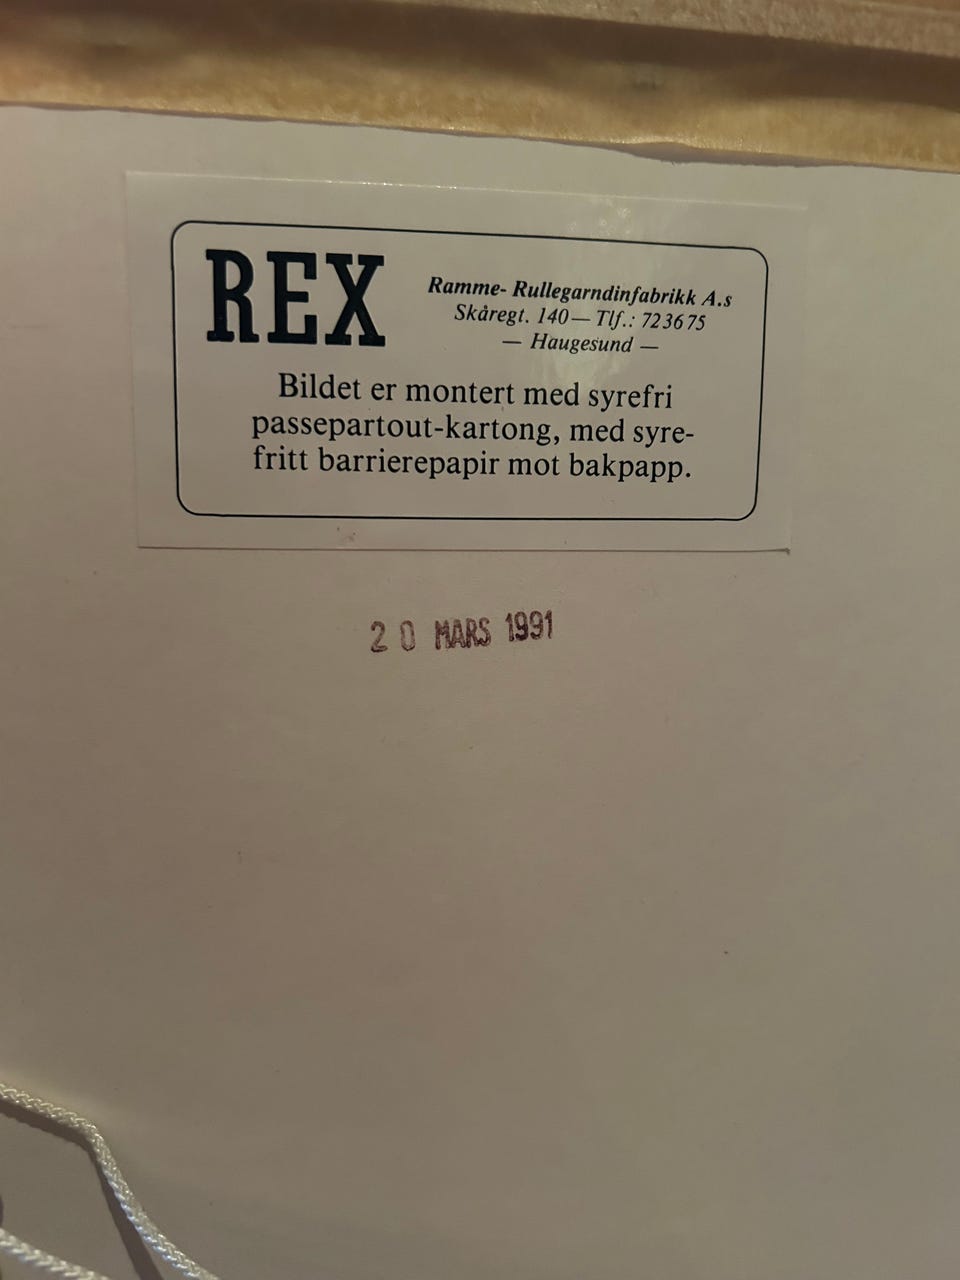 REX
Ramme- Rullegarndinfabrikk A.s
Skåregt. 140 — Tlf.: 723675
— Haugesund —
Bildet er montert med syrefri
passepartout-kartong, med syre-
fritt barrierepapir mot bakpapp.
20 MARS 1991